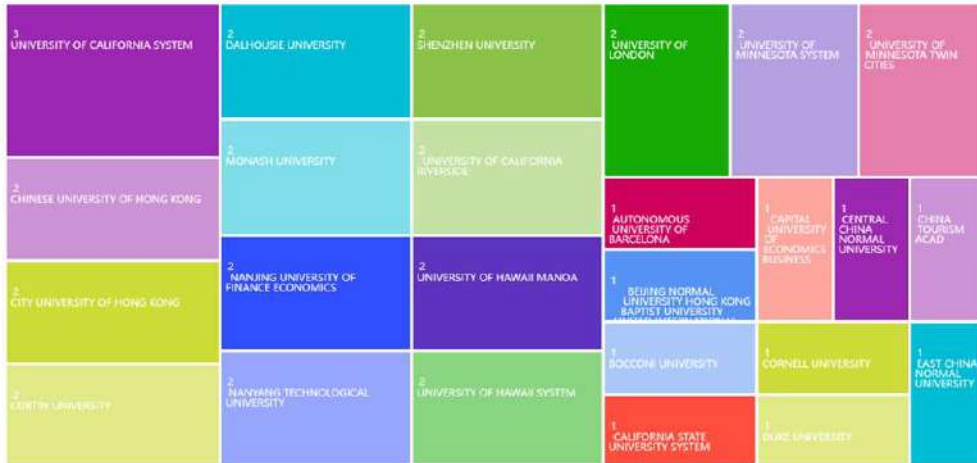 3
UNIVERSITY OF CALIFORNIA SYSTEM
2
CHINESE UNIVERSITY OF HONG KONG
2
CITY UNIVERSITY OF HONG KONG
2
CURTIN UNIVERSITY
2
DALHOUSIE UNIVERSITY
2
MONASH UNIVERSITY
2
NANJING UNIVERSITY OF
FINANCE ECONOMICS
2
NANYANG TECHNOLOGICAL
UNIVERSITY
2
SHENZHEN UNIVERSITY
2
UNIVERSITY OF CALIFORNIA
RIVERSIDE
2
UNIVERSITY OF HAWAII MANOA
2
UNIVERSITY OF HAWAII SYSTEM
2
UNIVERSITY OF
LONDON
2
UNIVERSITY OF
MINNESOTA SYSTEM
2
UNIVERSITY OF
MINNESOTA TWIN
CITIES
1
AUTONOMOUS
UNIVERSITY OF
BARCELONA
1
BEIJING NORMAL
UNIVERSITY HONG KONG
BAPTIST UNIVERSITY
1
BOCCONI UNIVERSITY
1
CALIFORNIA STATE
UNIVERSITY SYSTEM
1
CAPITAL
UNIVERSITY
OF
ECONOMICS
BUSINESS
1
CENTRAL
CHINA
NORMAL
UNIVERSITY
1
CHINA
TOURISM
ACAD
1
CORNELL UNIVERSITY
1
DUKE UNIVERSITY
1
EAST CHINA
NORMAL
UNIVERSITY